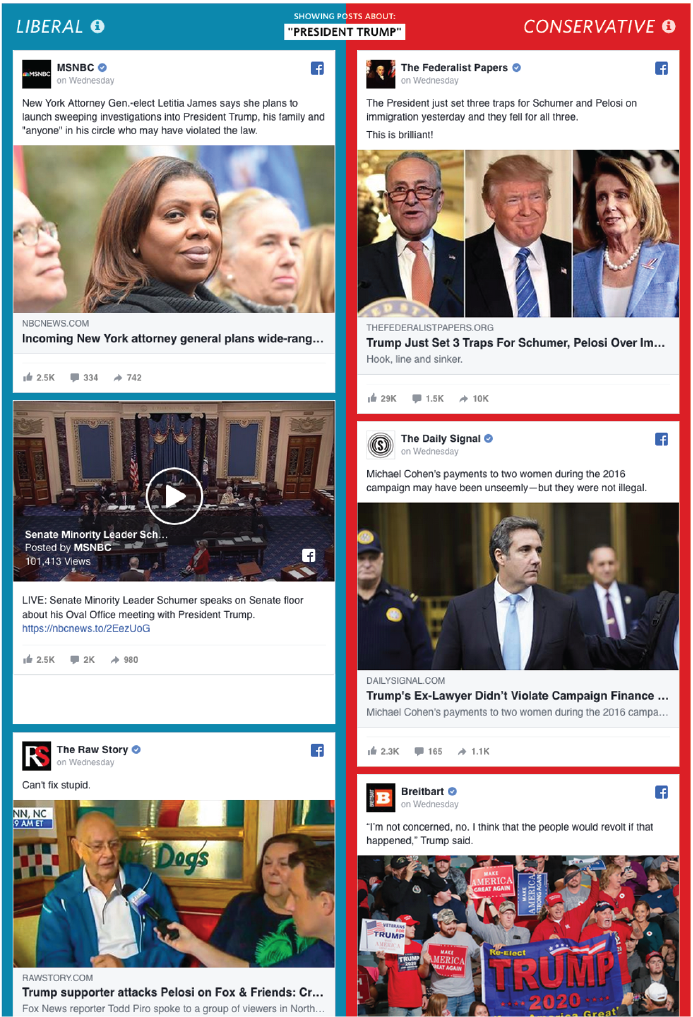 LIBERAL
SHOWING POSTS ABOUT:
"PRESIDENT TRUMP"
CONSERVATIVE
MSNBC
on Wednesday
New York Attorney Gen.-elect Letitia James says she plans to
launch sweeping investigations into President Trump, his family and
"anyone" in his circle who may have violated the law.
NBCNEWS.COM
Incoming New York attorney general plans wide-rang...
2.5K 334 742
Senate Minority Leader Sch...
Posted by MSNBC
101,413 Views
LIVE: Senate Minority Leader Schumer speaks on Senate floor
about his Oval Office meeting with President Trump.
https://nbcnews.to/2EezUoG
2.5K 2K 980
RS
The Raw Story
on Wednesday
Can't fix stupid.
NN, NC
9 AM ET
Dogs
RAWSTORY.COM
Trump supporter attacks Pelosi on Fox & Friends: Cr...
Fox News reporter Todd Piro spoke to a group of viewers in North...
The Federalist Papers
on Wednesday
The President just set three traps for Schumer and Pelosi on
immigration yesterday and they fell for all three.
This is brilliant!
THEFEDERALISTPAPERS.ORG
Trump Just Set 3 Traps For Schumer, Pelosi Over Im...
Hook, line and sinker.
29K 1.5K 10K
The Daily Signal
on Wednesday
Michael Cohen's payments to two women during the 2016
campaign may have been unseemly—but they were not illegal.
DAILYSIGNAL.COM
Trump's Ex-Lawyer Didn't Violate Campaign Finance ...
Michael Cohen's payments to two women during the 2016 campa...
2.3K 165 1.1K
B
Breitbart
on Wednesday
"I'm not concerned, no. I think that the people would revolt if that
happened," Trump said.
MAKE
AMERICA
GREAT AGAIN
VETERANS
TRUMP
MAKE
AMERICA
GREAT AGAIN
Re-Elect
TRUMP
2020
America Great